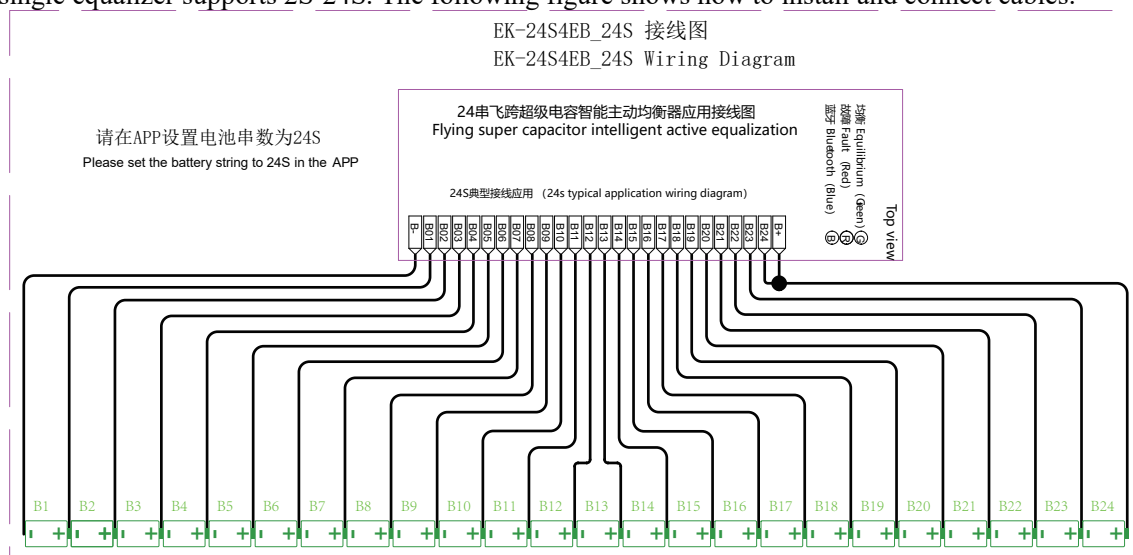 single equalizer supports 2S-24S. The following figure shows how to install and connect cables.
EK-24S4EB_24S 接线图
EK-24S4EB_24S Wiring Diagram
请在APP设置电池串数为24S
Please set the battery string to 24S in the APP
24串飞跨超级电容智能主动均衡器应用接线图
Flying super capacitor intelligent active equalization
24S典型接线应用 （24s typical application wiring diagram）
均衡 Equilibrium (Green) G
故障 Fault (Red) R
蓝牙 Bluetooth (Blue) B
Top view
B- B01 B02 B03 B04 B05 B06 B07 B08 B09 B10 B11 B12 B13 B14 B15 B16 B17 B18 B19 B20 B21 B22 B23 B24 B+
B1 B2 B3 B4 B5 B6 B7 B8 B9 B10 B11 B12 B13 B14 B15 B16 B17 B18 B19 B20 B21 B22 B23 B24
- + - + - + - + - + - + - + - + - + - + - + - + - + - + - + - + - + - + - + - + - + - + - + - +